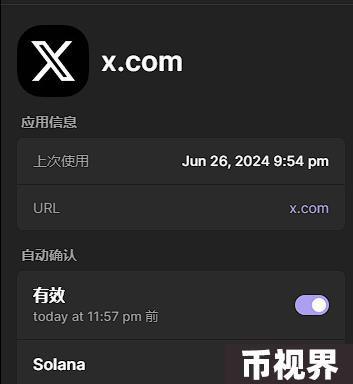 x.com
应用信息
上次使用 Jun 26, 2024 9:54 pm
URL x.com
自动确认
有效
today at 11:57 pm 前
Solana
币视界